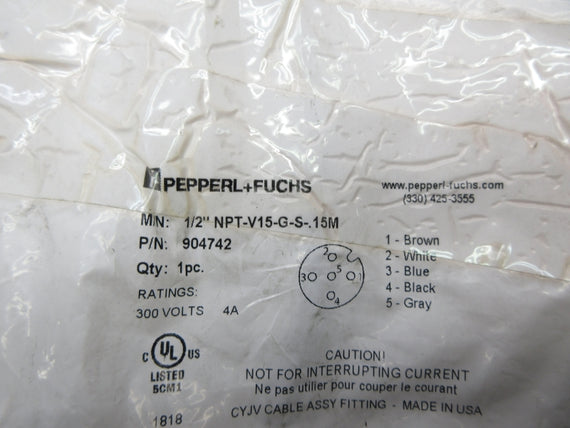 PEPPERL+FUCHS
www.pepperl-fuchs.com
(330) 425-3555
M/N: 1/2" NPT-V15-G-S-.15M
P/N: 904742
Qty: 1pc.
RATINGS:
300 VOLTS 4A
2
3 5 1
4
1 - Brown
2 - White
3 - Blue
4 - Black
5 - Gray
C UL US
LISTED
5CM1
1818
CAUTION!
NOT FOR INTERRUPTING CURRENT
Ne pas utiliser pour couper le courant
CYJV CABLE ASSY FITTING - MADE IN USA